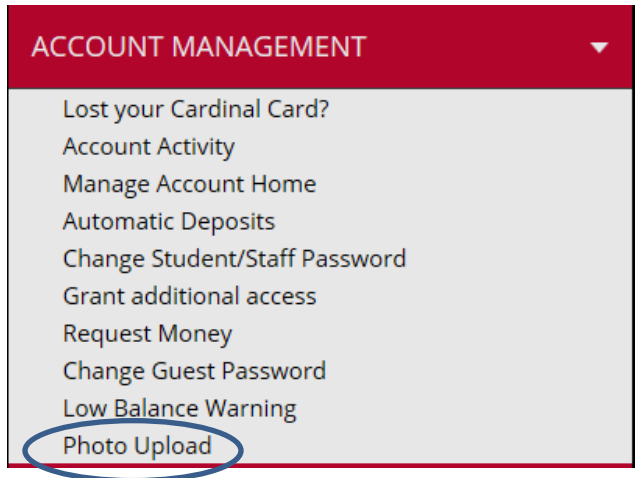 ACCOUNT MANAGEMENT
Lost your Cardinal Card?
Account Activity
Manage Account Home
Automatic Deposits
Change Student/Staff Password
Grant additional access
Request Money
Change Guest Password
Low Balance Warning
Photo Upload